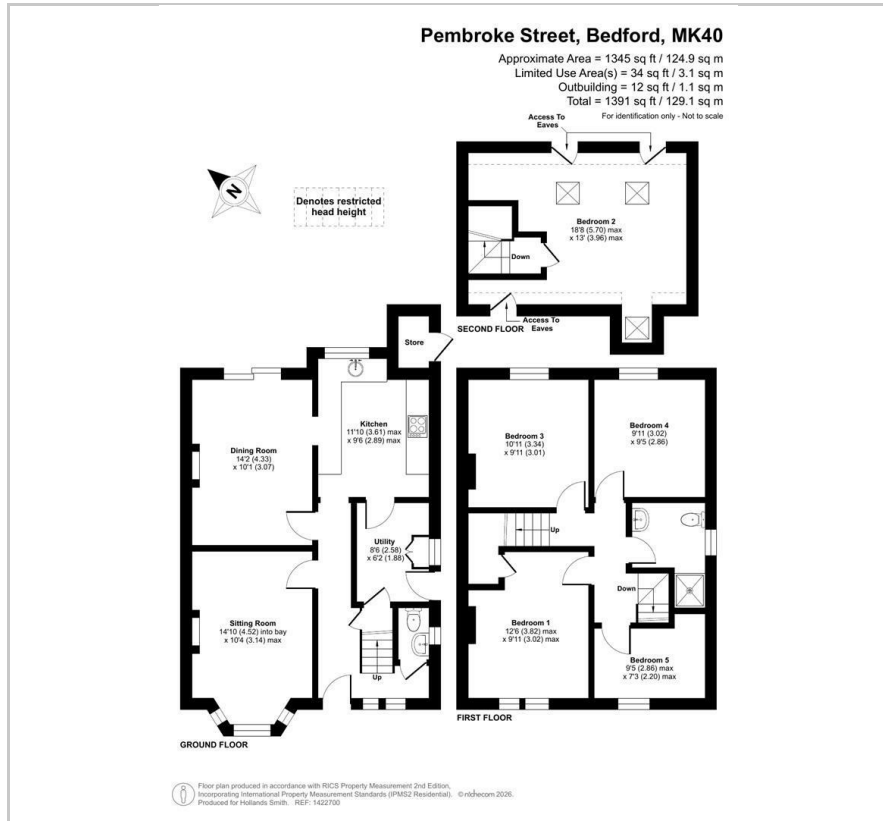 Pembroke Street, Bedford, MK40
Approximate Area = 1345 sq ft / 124.9 sq m
Limited Use Area(s) = 34 sq ft / 3.1 sq m
Outbuilding = 12 sq ft / 1.1 sq m
Total = 1391 sq ft / 129.1 sq m
For identification only - Not to scale
Access To
Eaves
N
Denotes restricted
head height
Bedroom 2
18'8 (5.70) max
x 13' (3.96) max
Down
Access To
Eaves
SECOND FLOOR
Store
Kitchen
11'10 (3.61) max
x 9'6 (2.89) max
Dining Room
14'2 (4.33)
x 10'1 (3.07)
Utility
8'6 (2.58)
x 6'2 (1.88)
Sitting Room
14'10 (4.52) into bay
x 10'4 (3.14) max
Up
GROUND FLOOR
Bedroom 3
10'11 (3.34)
x 9'11 (3.01)
Bedroom 4
9'11 (3.02)
x 9'5 (2.86)
Up
Down
Bedroom 1
12'6 (3.82) max
x 9'11 (3.02) max
Bedroom 5
9'5 (2.86) max
x 7'3 (2.20) max
FIRST FLOOR
Floor plan produced in accordance with RICS Property Measurement 2nd Edition,
Incorporating International Property Measurement Standards (IPMS2 Residential). © nichecom 2026.
Produced for Hollands Smith. REF: 1422700